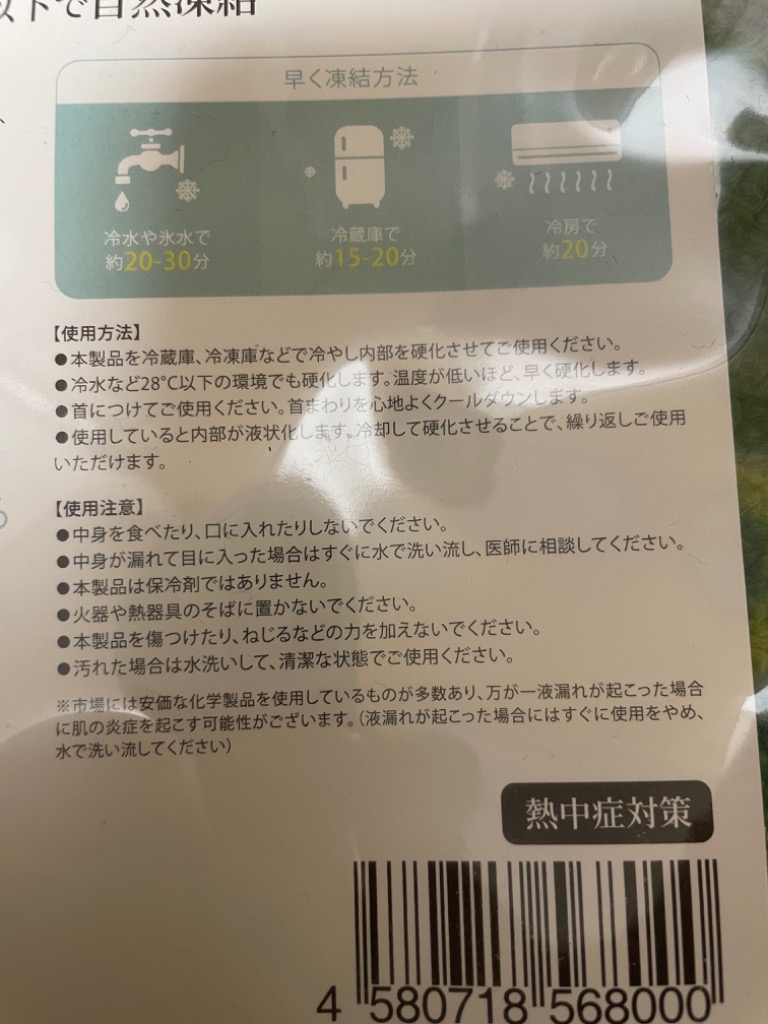 以下で自然凍結
早く凍結方法
冷水や氷水で
約20-30分
冷蔵庫で
約15-20分
冷房で
約20分
【使用方法】
●本製品を冷蔵庫、冷凍庫などで冷やし内部を硬化させてご使用ください。
●冷水など28°C以下の環境でも硬化します。温度が低いほど、早く硬化します。
●首につけてご使用ください。首まわりを心地よくクールダウンします。
●使用していると内部が液状化します。冷却して硬化させることで、繰り返しご使用
いただけます。
【使用注意】
●中身を食べたり、口に入れたりしないでください。
●中身が漏れて目に入った場合はすぐに水で洗い流し、医師に相談してください。
●本製品は保冷剤ではありません。
●火器や熱器具のそばに置かないでください。
●本製品を傷つけたり、ねじるなどの力を加えないでください。
●汚れた場合は水洗いして、清潔な状態でご使用ください。
※市場には安価な化学製品を使用しているものが多数あり、万が一液漏れが起こった場合
に肌の炎症を起こす可能性がございます。（液漏れが起こった場合にはすぐに使用をやめ、
水で洗い流してください）
熱中症対策
4 580718 568000